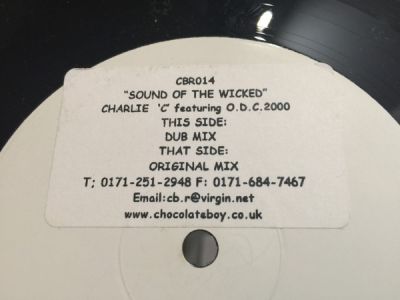 CBR014
"SOUND OF THE WICKED"
CHARLIE 'C' featuring O.D.C.2000
THIS SIDE:
DUB MIX
THAT SIDE:
ORIGINAL MIX
T; 0171-251-2948 F: 0171-684-7467
Email:cb.r@virgin.net
www.chocolateboy.co.uk